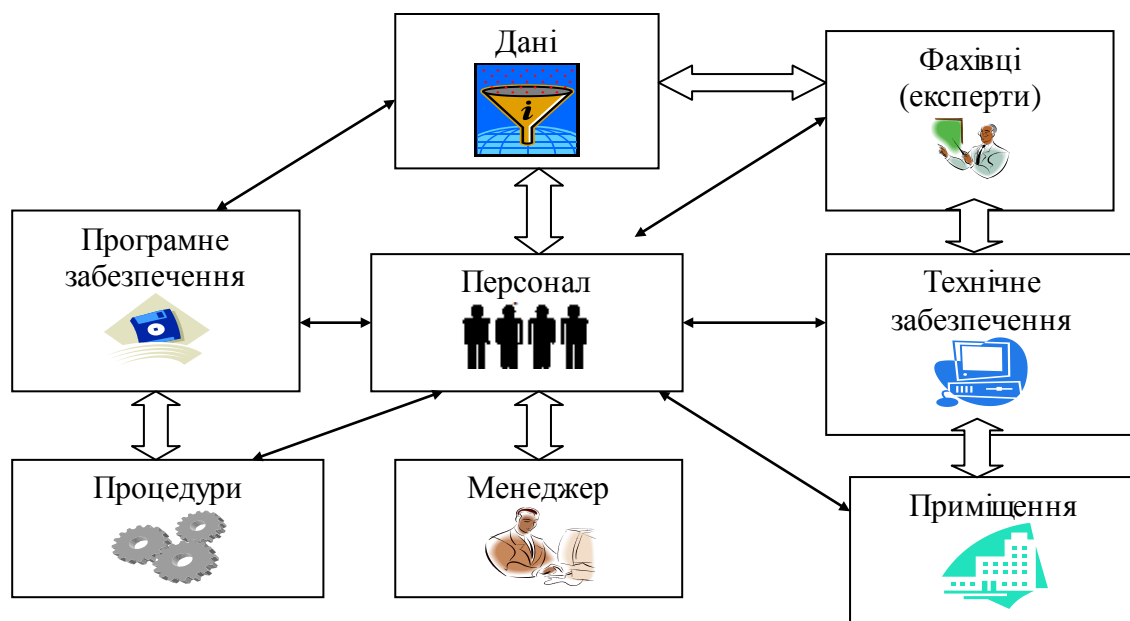 Дані
i
Фахівці
(експерти)
Програмне
забезпечення
Персонал
Технічне
забезпечення
Процедури
Менеджер
Приміщення